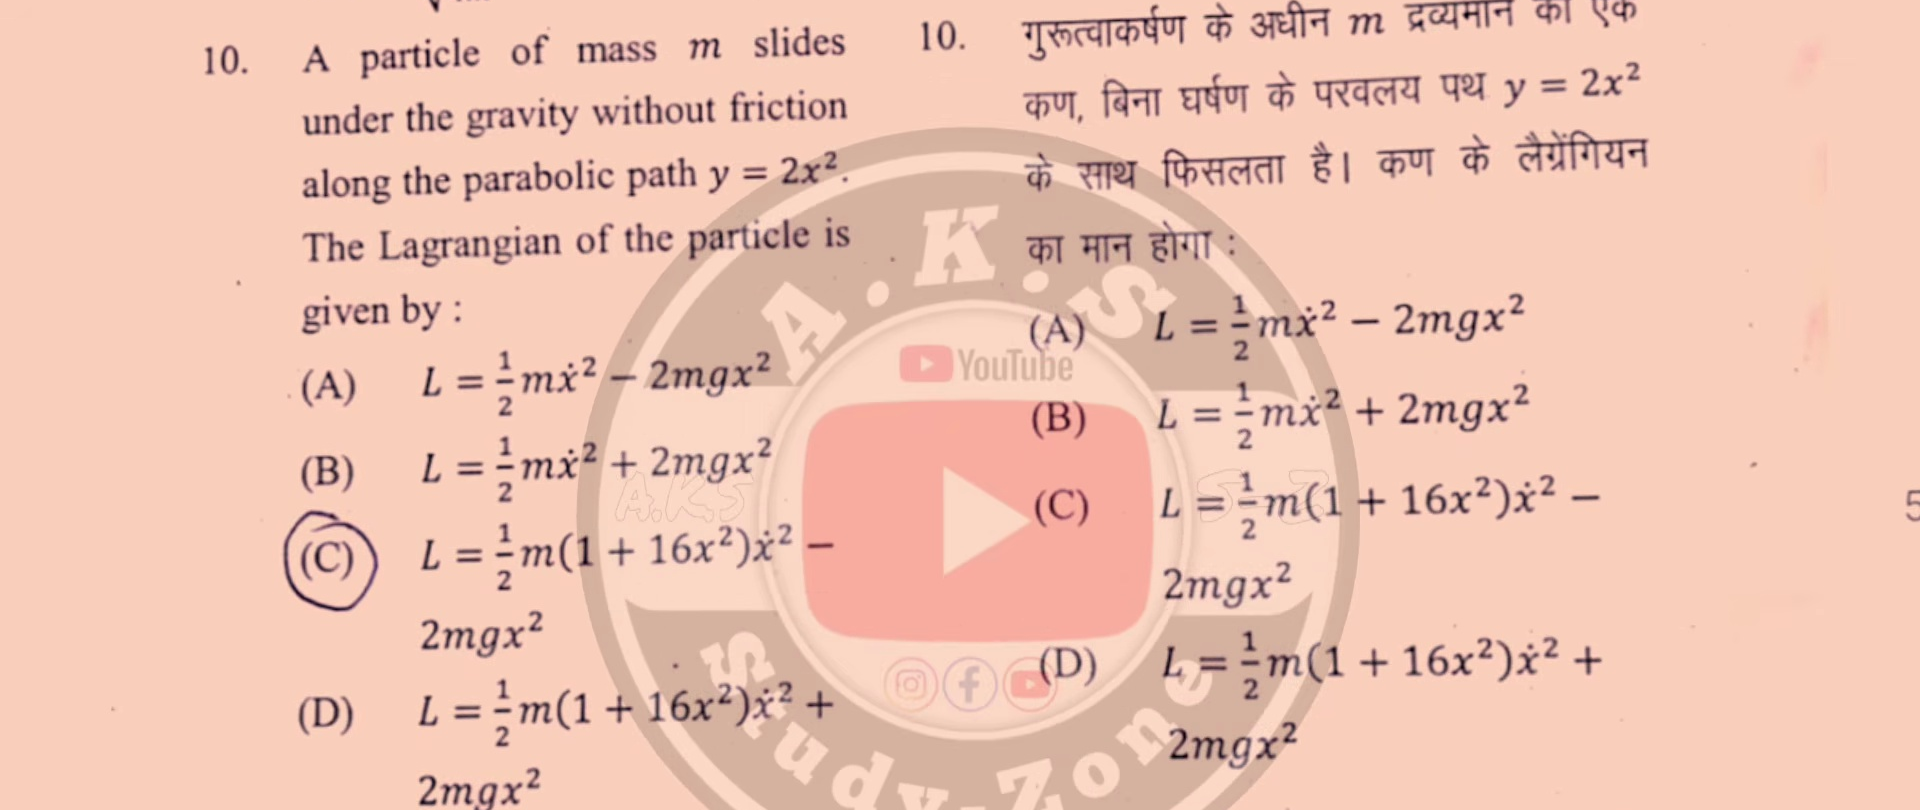 10. A particle of mass m slides
under the gravity without friction
along the parabolic path y = 2x².
The Lagrangian of the particle is
given by :
(A) L = ½mẋ² − 2mgx²
(B) L = ½mẋ² + 2mgx²
(C) L = ½m(1 + 16x²)ẋ² −
2mgx²
(D) L = ½m(1 + 16x²)ẋ² +
2mgx²
10. गुरूत्वाकर्षण के अधीन m द्रव्यमान का एक
कण, बिना घर्षण के परवलय पथ y = 2x²
के साथ फिसलता है। कण के लैग्रेंगियन
का मान होगा :
(A) L = ½mẋ² − 2mgx²
(B) L = ½mẋ² + 2mgx²
(C) L = ½m(1 + 16x²)ẋ² −
2mgx²
(D) L = ½m(1 + 16x²)ẋ² +
2mgx²
5
A.K.S
YouTube
A.K.S S-Z
Study-Zone